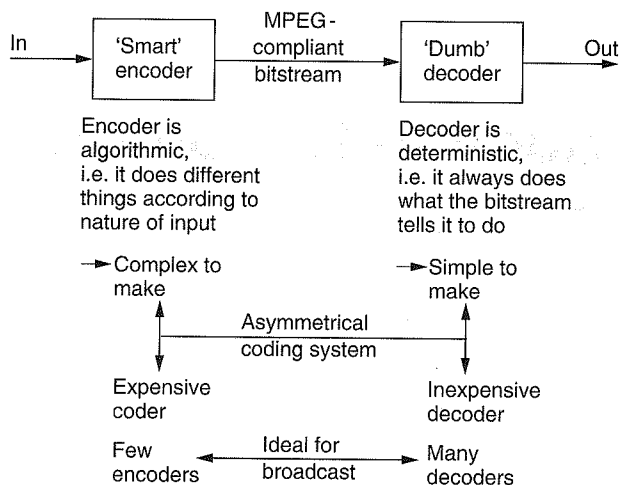 In
'Smart'
encoder
MPEG-
compliant
bitstream
'Dumb'
decoder
Out
Encoder is
algorithmic,
i.e. it does different
things according to
nature of input
Decoder is
deterministic,
i.e. it always does
what the bitstream
tells it to do
Complex to
make
Simple to
make
Asymmetrical
coding system
Expensive
coder
Inexpensive
decoder
Few
encoders
Ideal for
broadcast
Many
decoders